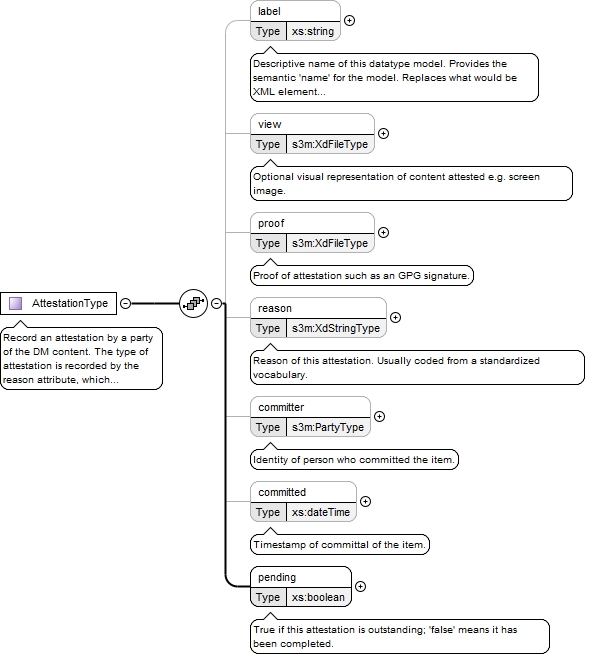 label
Type xs:string
Descriptive name of this datatype model. Provides the
semantic 'name' for the model. Replaces what would be
XML element...
view
Type s3m:XdFileType
Optional visual representation of content attested e.g. screen
image.
proof
Type s3m:XdFileType
Proof of attestation such as an GPG signature.
AttestationType
Record an attestation by a party
of the DM content. The type of
attestation is recorded by the
reason attribute, which...
reason
Type s3m:XdStringType
Reason of this attestation. Usually coded from a standardized
vocabulary.
committer
Type s3m:PartyType
Identity of person who committed the item.
committed
Type xs:dateTime
Timestamp of committal of the item.
pending
Type xs:boolean
True if this attestation is outstanding; 'false' means it has
been completed.